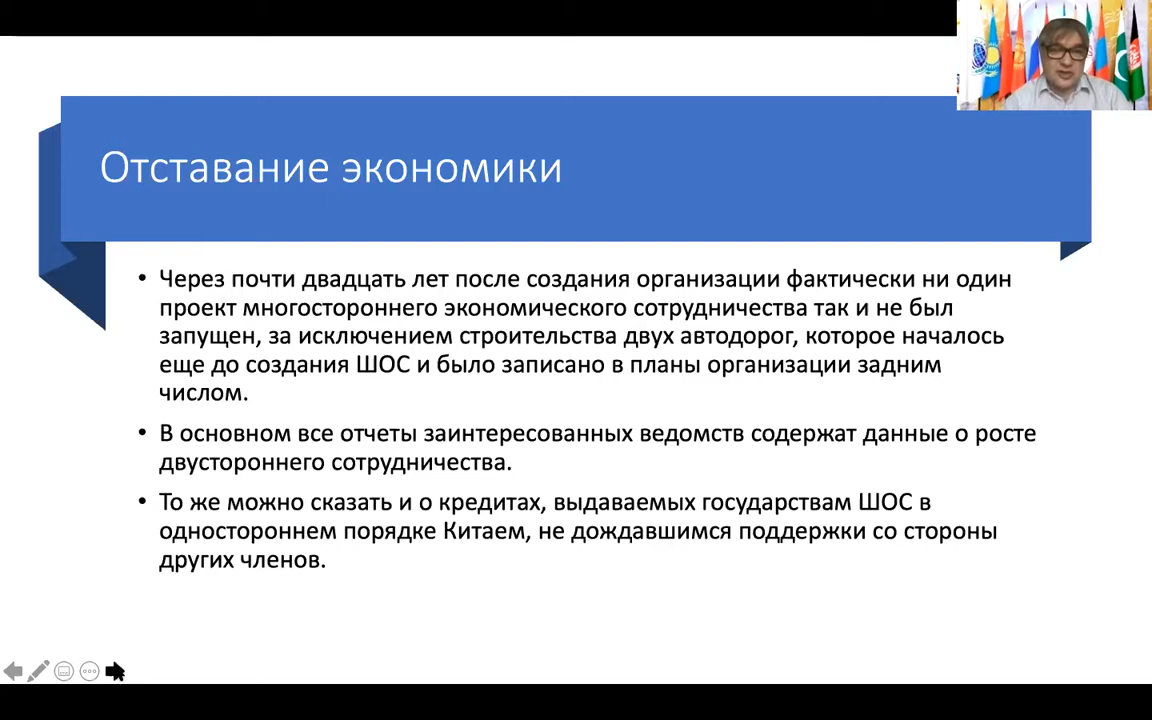 Отставание экономики
• Через почти двадцать лет после создания организации фактически ни один
проект многостороннего экономического сотрудничества так и не был
запущен, за исключением строительства двух автодорог, которое началось
еще до создания ШОС и было записано в планы организации задним
числом.
• В основном все отчеты заинтересованных ведомств содержат данные о росте
двустороннего сотрудничества.
• То же можно сказать и о кредитах, выдаваемых государствам ШОС в
одностороннем порядке Китаем, не дождавшимся поддержки со стороны
других членов.